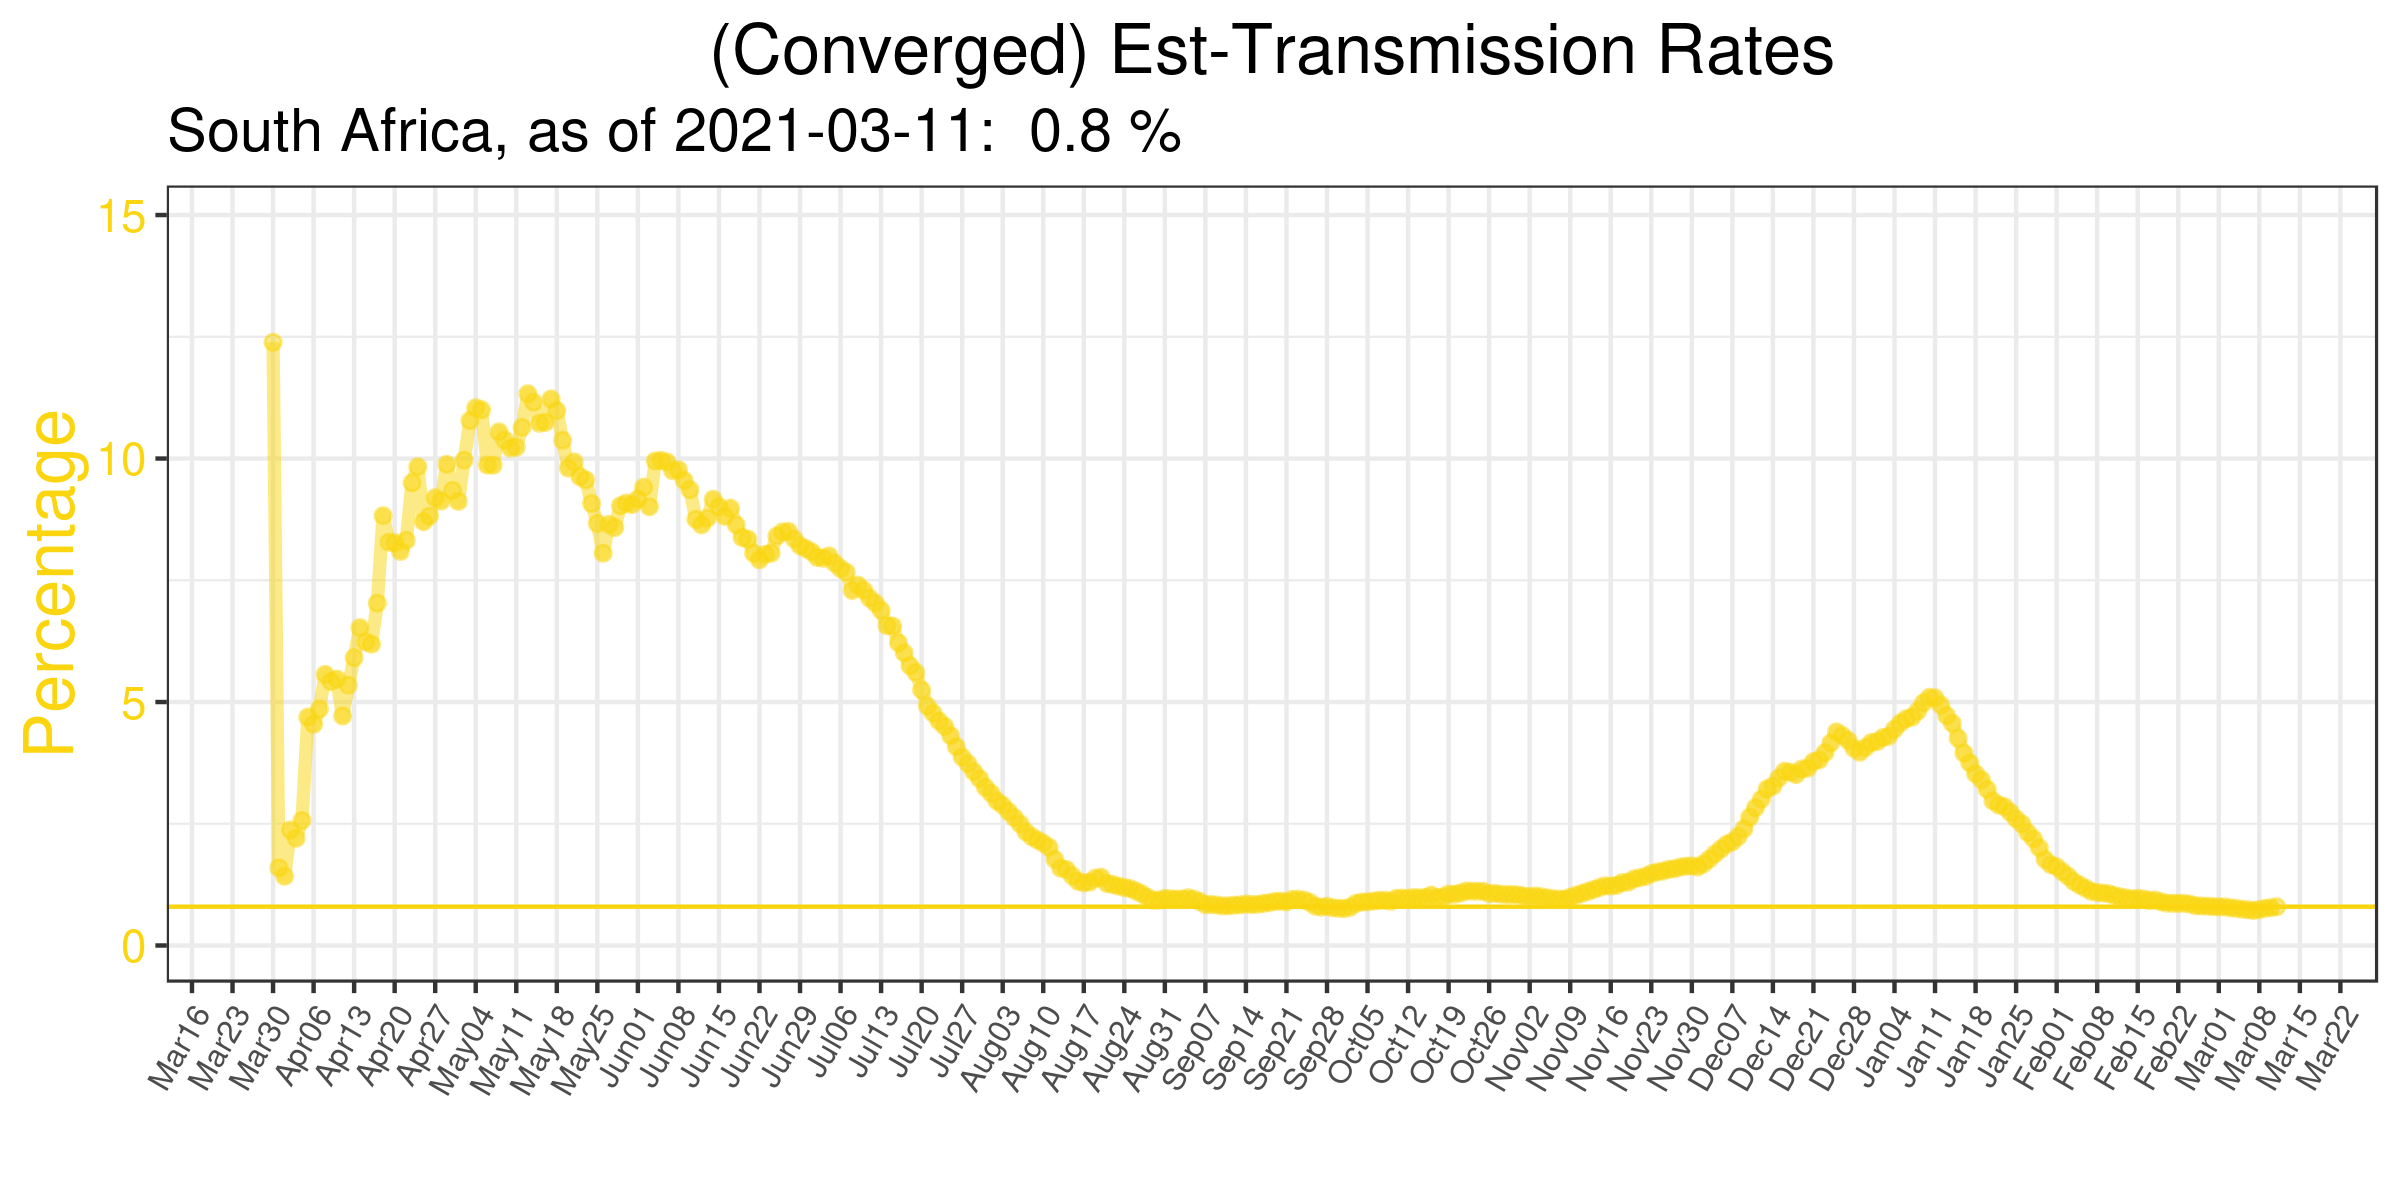 (Converged) Est-Transmission Rates
South Africa, as of 2021-03-11:  0.8 %
Percentage
15
10
5
0
Mar16
Mar23
Mar30
Apr06
Apr13
Apr20
Apr27
May04
May11
May18
May25
Jun01
Jun08
Jun15
Jun22
Jun29
Jul06
Jul13
Jul20
Jul27
Aug03
Aug10
Aug17
Aug24
Aug31
Sep07
Sep14
Sep21
Sep28
Oct05
Oct12
Oct19
Oct26
Nov02
Nov09
Nov16
Nov23
Nov30
Dec07
Dec14
Dec21
Dec28
Jan04
Jan11
Jan18
Jan25
Feb01
Feb08
Feb15
Feb22
Mar01
Mar08
Mar15
Mar22